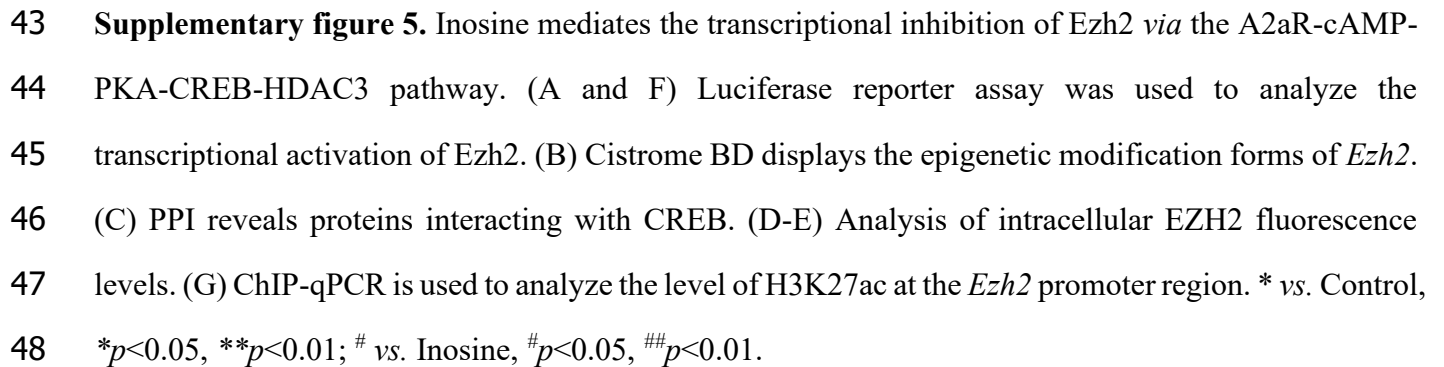 43 Supplementary figure 5. Inosine mediates the transcriptional inhibition of Ezh2 via the A2aR-cAMP-
44 PKA-CREB-HDAC3 pathway. (A and F) Luciferase reporter assay was used to analyze the
45 transcriptional activation of Ezh2. (B) Cistrome BD displays the epigenetic modification forms of Ezh2.
46 (C) PPI reveals proteins interacting with CREB. (D-E) Analysis of intracellular EZH2 fluorescence
47 levels. (G) ChIP-qPCR is used to analyze the level of H3K27ac at the Ezh2 promoter region. * vs. Control,
48 *p<0.05, **p<0.01; # vs. Inosine, #p<0.05, ##p<0.01.